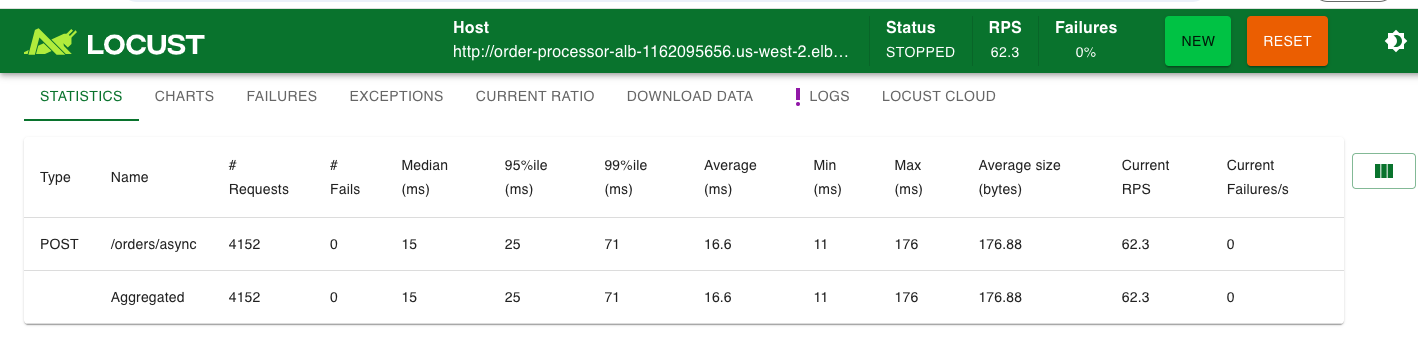 LOCUST
Host
http://order-processor-alb-1162095656.us-west-2.elb…
Status
STOPPED
RPS
62.3
Failures
0%
NEW
RESET
STATISTICS CHARTS FAILURES EXCEPTIONS CURRENT RATIO DOWNLOAD DATA LOGS LOCUST CLOUD
Type Name # Requests # Fails Median (ms) 95%ile (ms) 99%ile (ms) Average (ms) Min (ms) Max (ms) Average size (bytes) Current RPS Current Failures/s
POST /orders/async 4152 0 15 25 71 16.6 11 176 176.88 62.3 0
Aggregated 4152 0 15 25 71 16.6 11 176 176.88 62.3 0